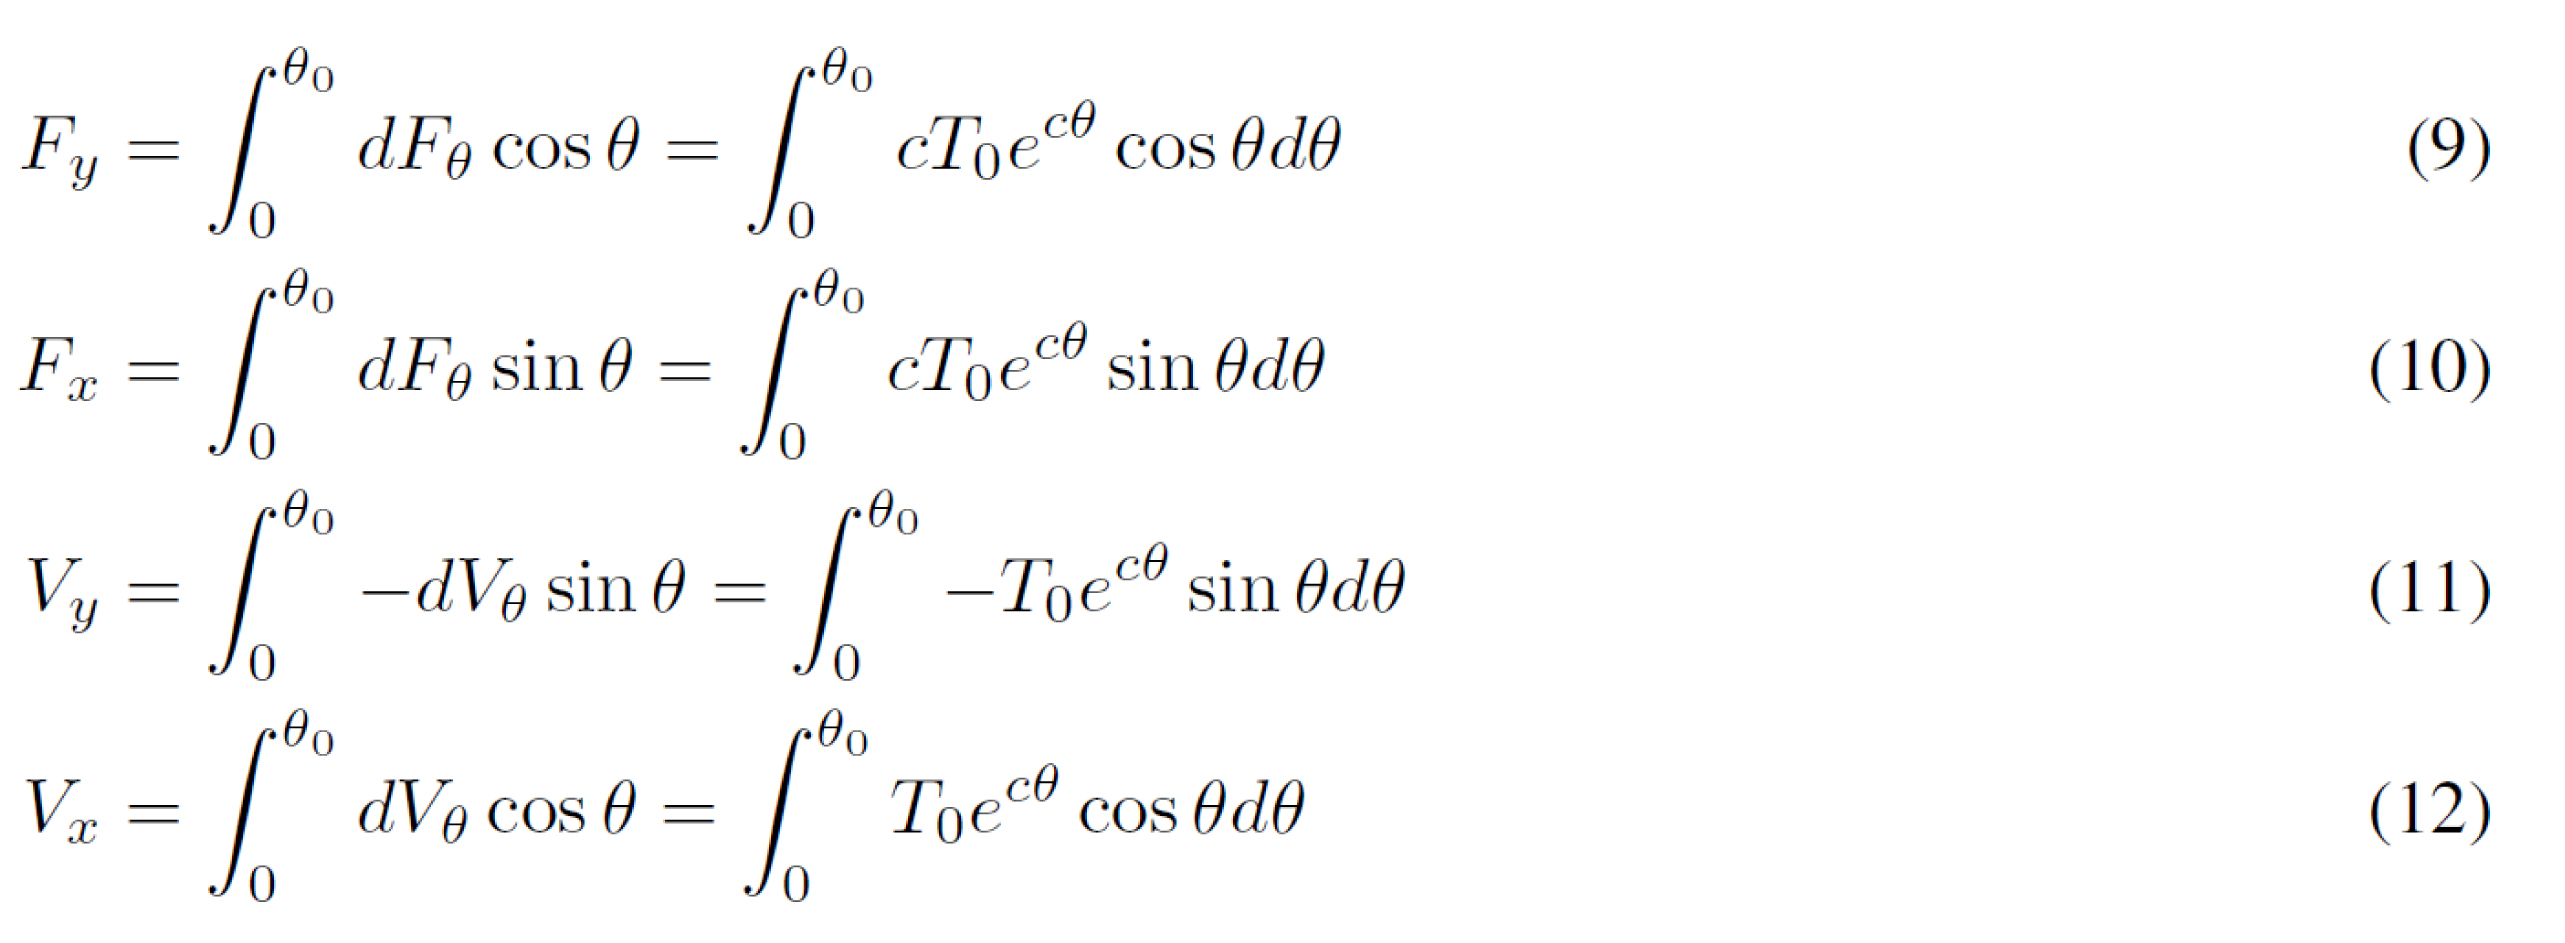 $F_y = \int_0^{\theta_0} dF_\theta \cos\theta = \int_0^{\theta_0} cT_0 e^{c\theta} \cos\theta d\theta$ (9)
$F_x = \int_0^{\theta_0} dF_\theta \sin\theta = \int_0^{\theta_0} cT_0 e^{c\theta} \sin\theta d\theta$ (10)
$V_y = \int_0^{\theta_0} -dV_\theta \sin\theta = \int_0^{\theta_0} -T_0 e^{c\theta} \sin\theta d\theta$ (11)
$V_x = \int_0^{\theta_0} dV_\theta \cos\theta = \int_0^{\theta_0} T_0 e^{c\theta} \cos\theta d\theta$ (12)